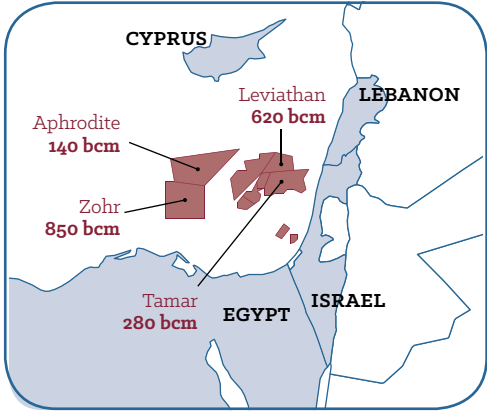 CYPRUS
Leviathan
620 bcm
LEBANON
Aphrodite
140 bcm
Zohr
850 bcm
Tamar
280 bcm
EGYPT
ISRAEL